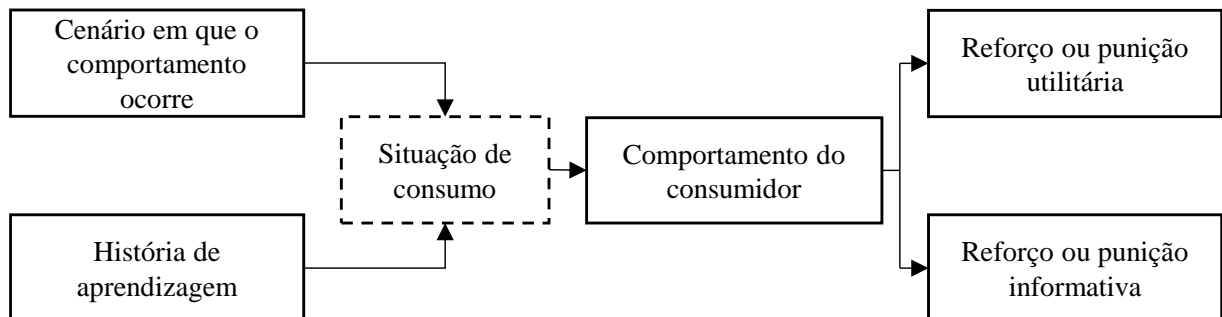 Cenário em que o
comportamento
ocorre
História de
aprendizagem
Situação de
consumo
Comportamento do
consumidor
Reforço ou punição
utilitária
Reforço ou punição
informativa